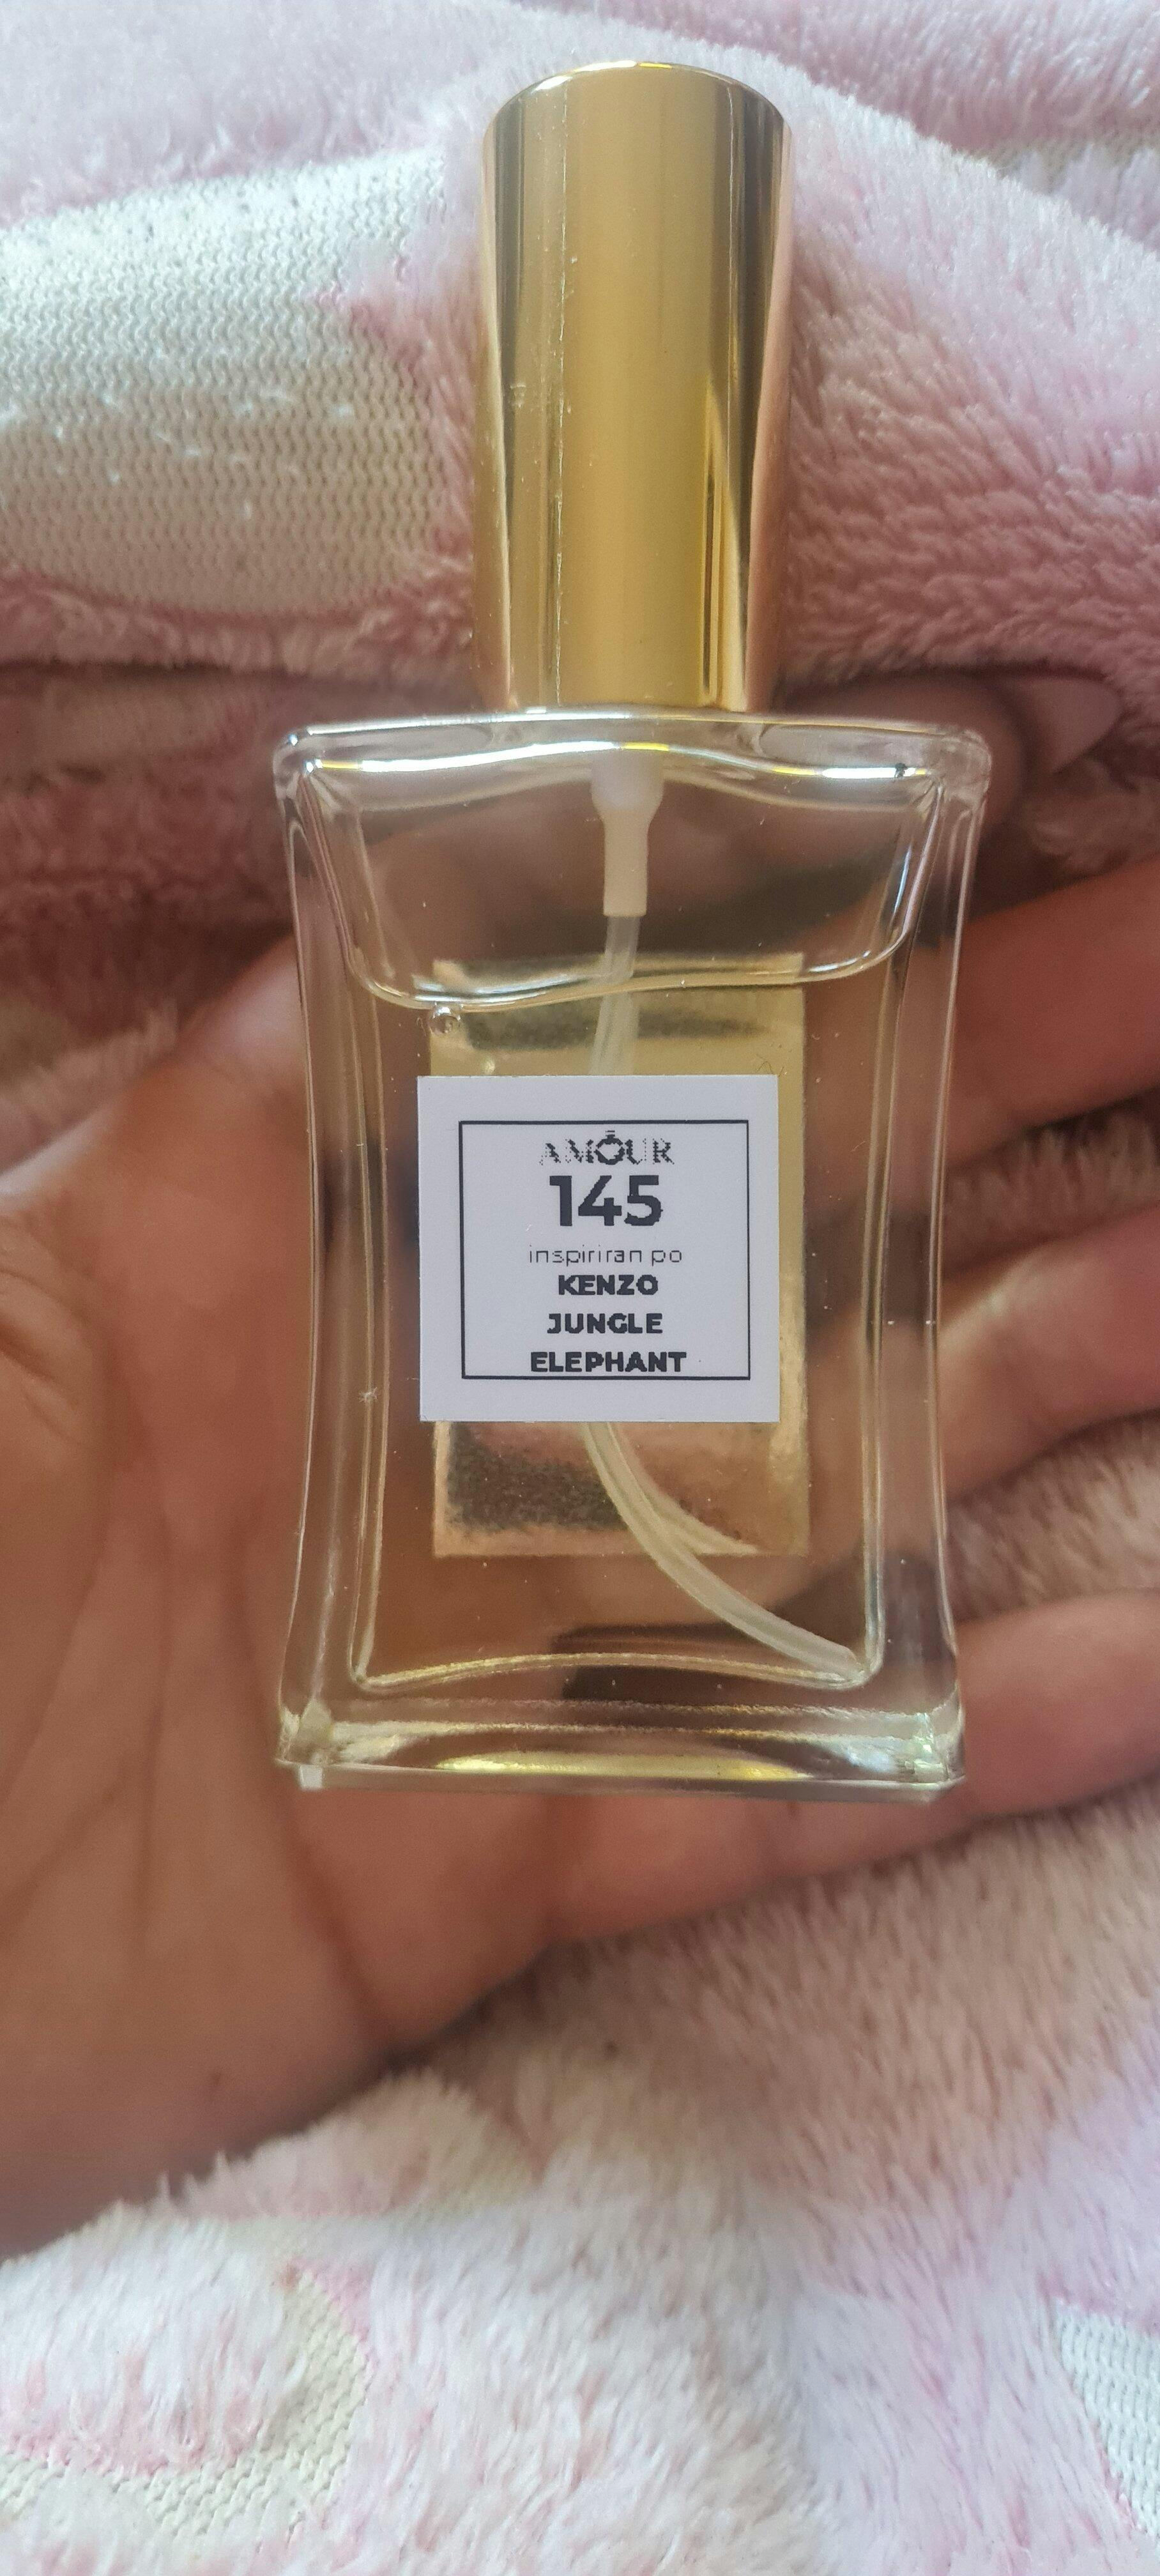 AMOUR
145
inspiriran po
KENZO
JUNGLE
ELEPHANT